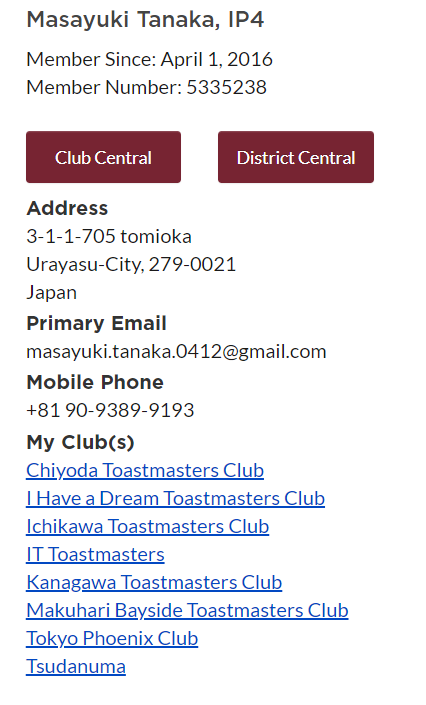 Masayuki Tanaka, IP4
Member Since: April 1, 2016
Member Number: 5335238
Club Central
District Central
Address
3-1-1-705 tomioka
Urayasu-City, 279-0021
Japan
Primary Email
masayuki.tanaka.0412@gmail.com
Mobile Phone
+81 90-9389-9193
My Club(s)
Chiyoda Toastmasters Club
I Have a Dream Toastmasters Club
Ichikawa Toastmasters Club
IT Toastmasters
Kanagawa Toastmasters Club
Makuhari Bayside Toastmasters Club
Tokyo Phoenix Club
Tsudanuma